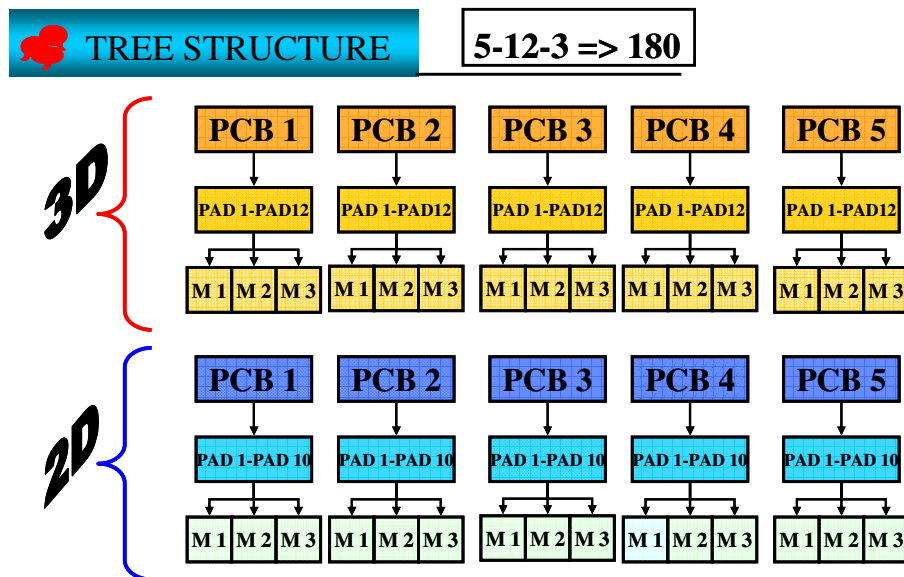 TREE STRUCTURE
5-12-3 => 180
3D
PCB 1 PCB 2 PCB 3 PCB 4 PCB 5
PAD 1-PAD12 PAD 1-PAD12 PAD 1-PAD12 PAD 1-PAD12 PAD 1-PAD12
M 1 M 2 M 3 M 1 M 2 M 3 M 1 M 2 M 3 M 1 M 2 M 3 M 1 M 2 M 3
2D
PCB 1 PCB 2 PCB 3 PCB 4 PCB 5
PAD 1-PAD 10 PAD 1-PAD 10 PAD 1-PAD 10 PAD 1-PAD 10 PAD 1-PAD 10
M 1 M 2 M 3 M 1 M 2 M 3 M 1 M 2 M 3 M 1 M 2 M 3 M 1 M 2 M 3